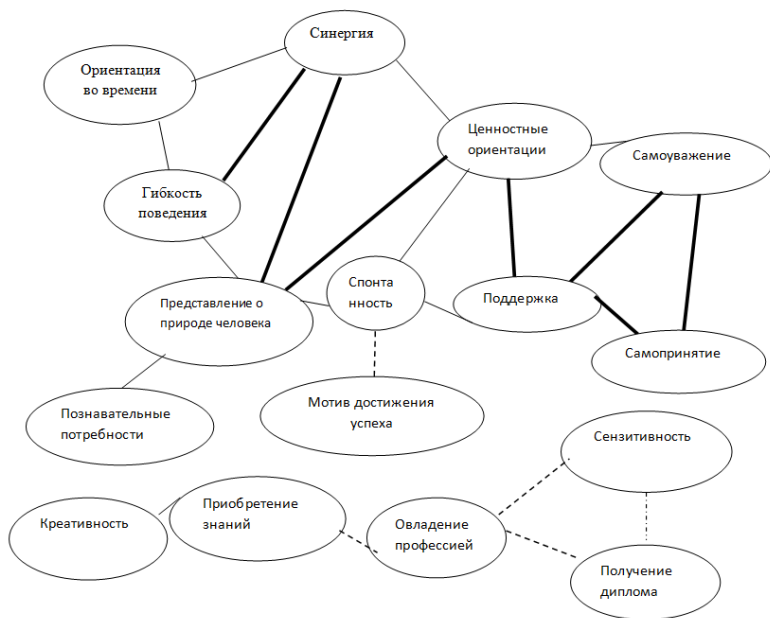 Синергия
Ориентация
во времени
Ценностные
ориентации
Самоуважение
Гибкость
поведения
Спонта
нность
Представление о
природе человека
Поддержка
Самопринятие
Мотив достижения
успеха
Познавательные
потребности
Сензитивность
Приобретение
знаний
Креативность
Овладение
профессией
Получение
диплома